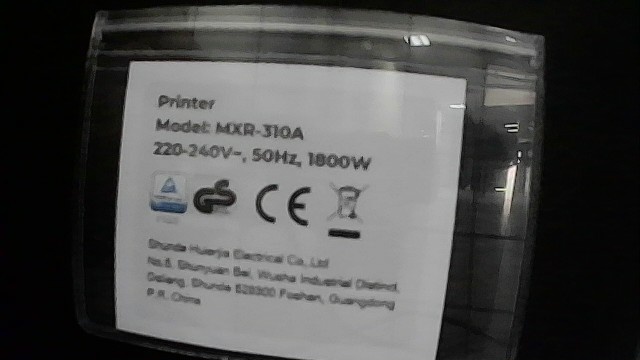 Printer
Model: MXR-310A
220-240V~, 50Hz, 1800W
CE
Shunde Huanjia Electrical Co., Ltd
No.6, Shunyuan Bei, Wusha Industrial District,
Daliang, Shunde 528300 Foshan, Guangdong
P.R. China